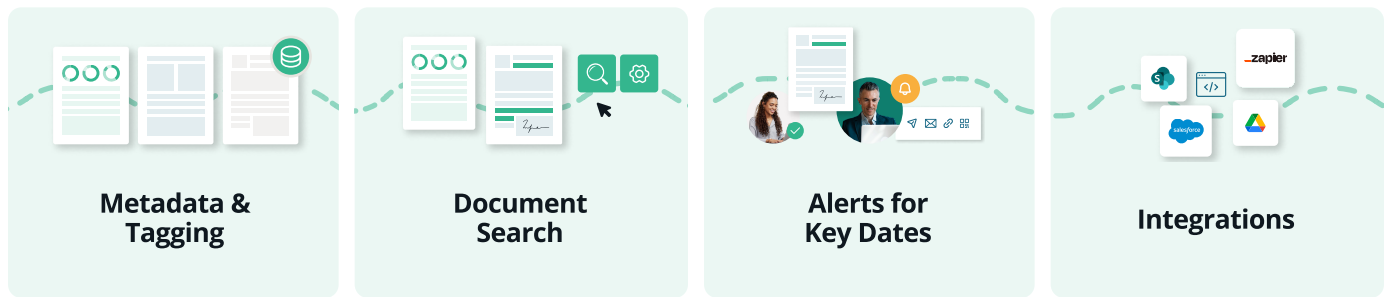 S
zapier
salesforce
Metadata &
Tagging
Document
Search
Alerts for
Key Dates
Integrations